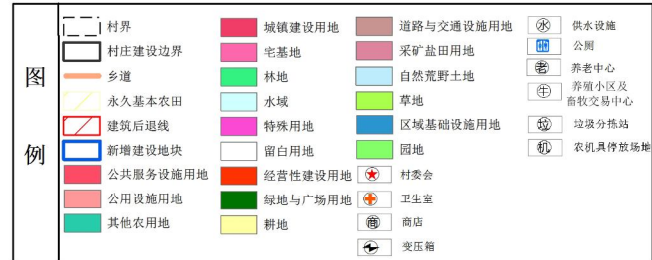 图例
村界
村庄建设边界
乡道
永久基本农田
建筑后退线
新增建设地块
公共服务设施用地
公用设施用地
其他农用地
城镇建设用地
宅基地
林地
水域
特殊用地
留白用地
经营性建设用地
绿地与广场用地
耕地
道路与交通设施用地
采矿盐田用地
自然荒野土地
草地
区域基础设施用地
园地
村委会
卫生室
商 商店
变压箱
水 供水设施
公厕
老 养老中心
牛 养殖小区及
畜牧交易中心
垃 垃圾分拣站
机 农机具停放场地